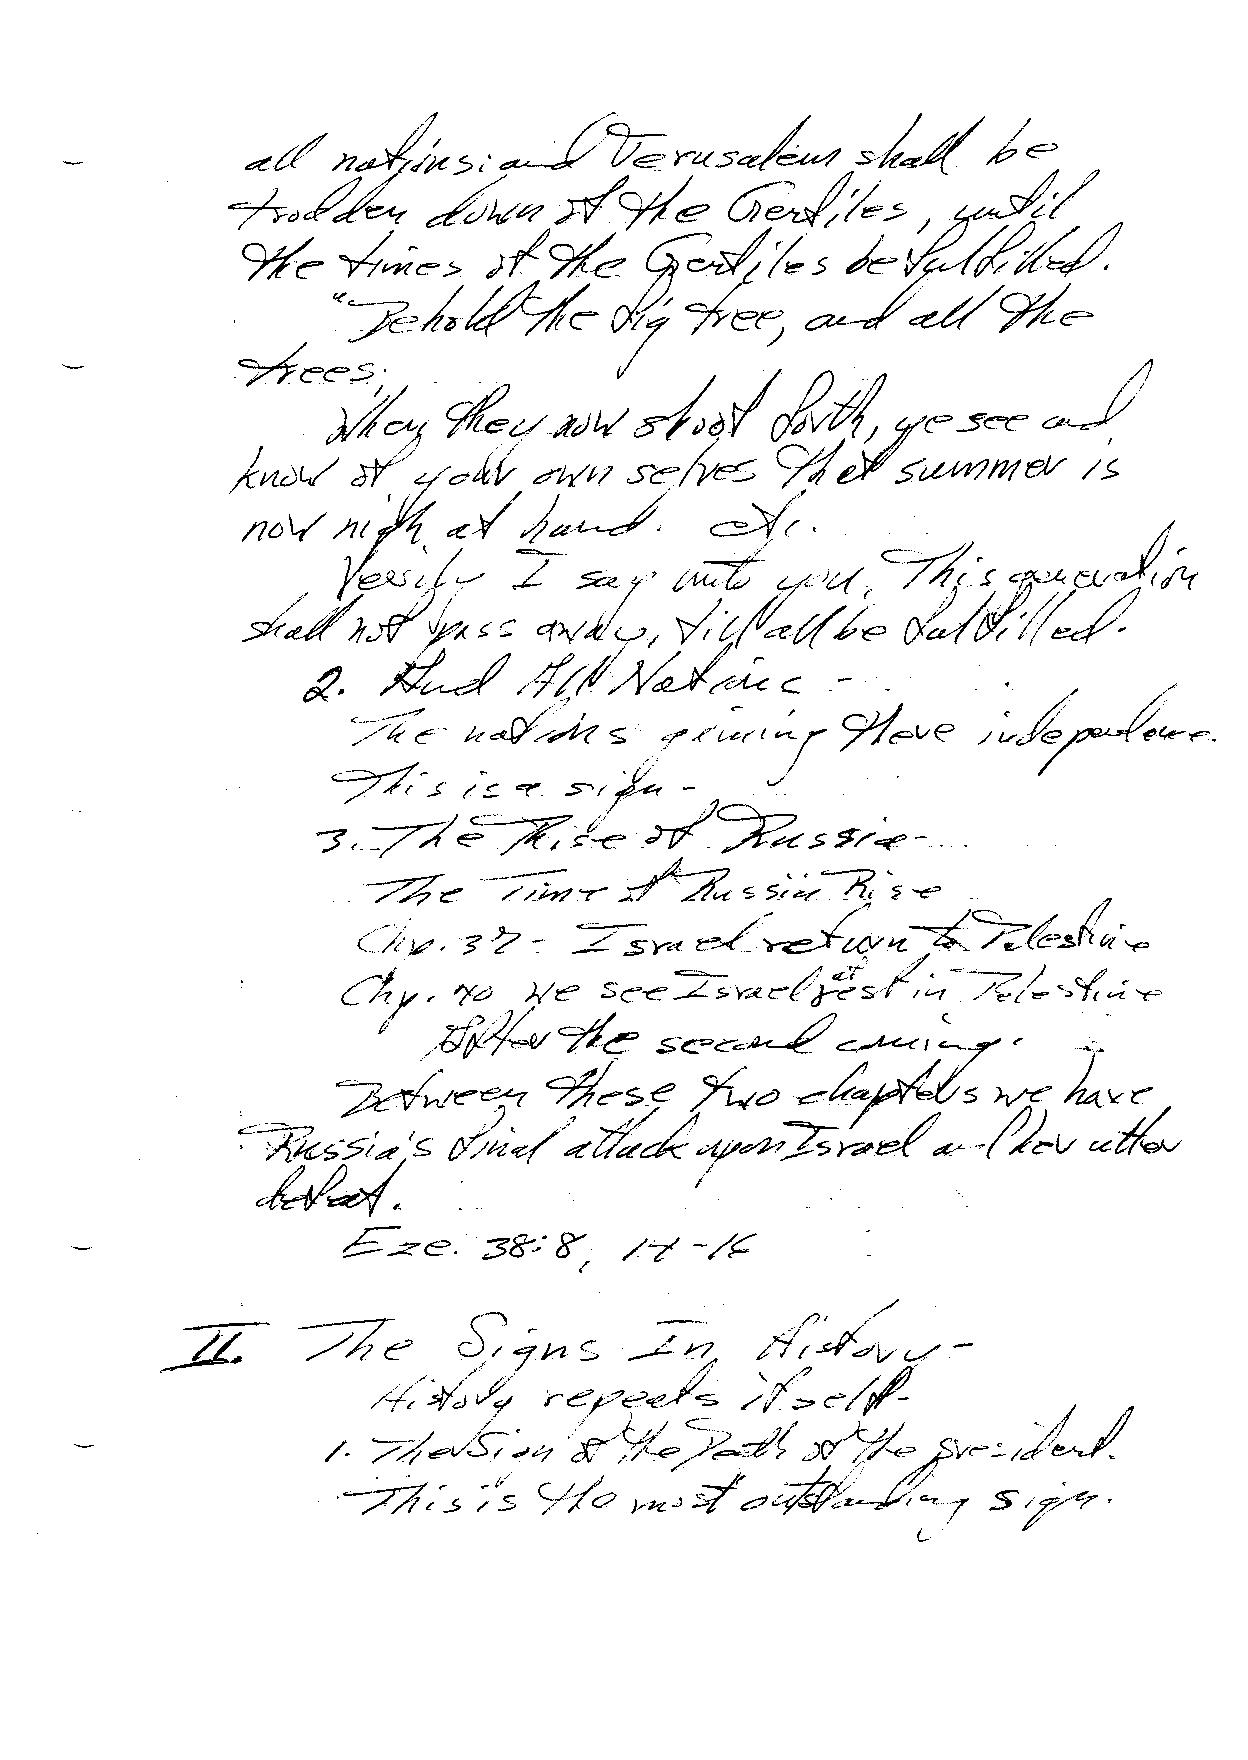 all nations: and Jerusalem shall be
trodden down of the Gentiles, until
the times of the Gentiles be fulfilled.
"Behold the fig tree, and all the
trees;
When they now shoot forth, ye see and
know of your own selves that summer is
now nigh at hand. etc.
Verily I say unto you, This generation
shall not pass away, till all be fulfilled.
2. And All Nations -
The nations gaining there independence.
This is a sign -
3. The Rise of Russia -
The Time of Russia Rise
Chp. 37 - Israel return to Palestine
Chp. 40 we see Israel at rest in Palestine
After the second coming.
Between these two chapters we have
Russia's final attack upon Israel and her utter
defeat.
Eze. 38:8, 14-16
II. The Signs In History -
History repeats itself -
1. The Sign of the Death of the president.
This is the most outstanding sign.